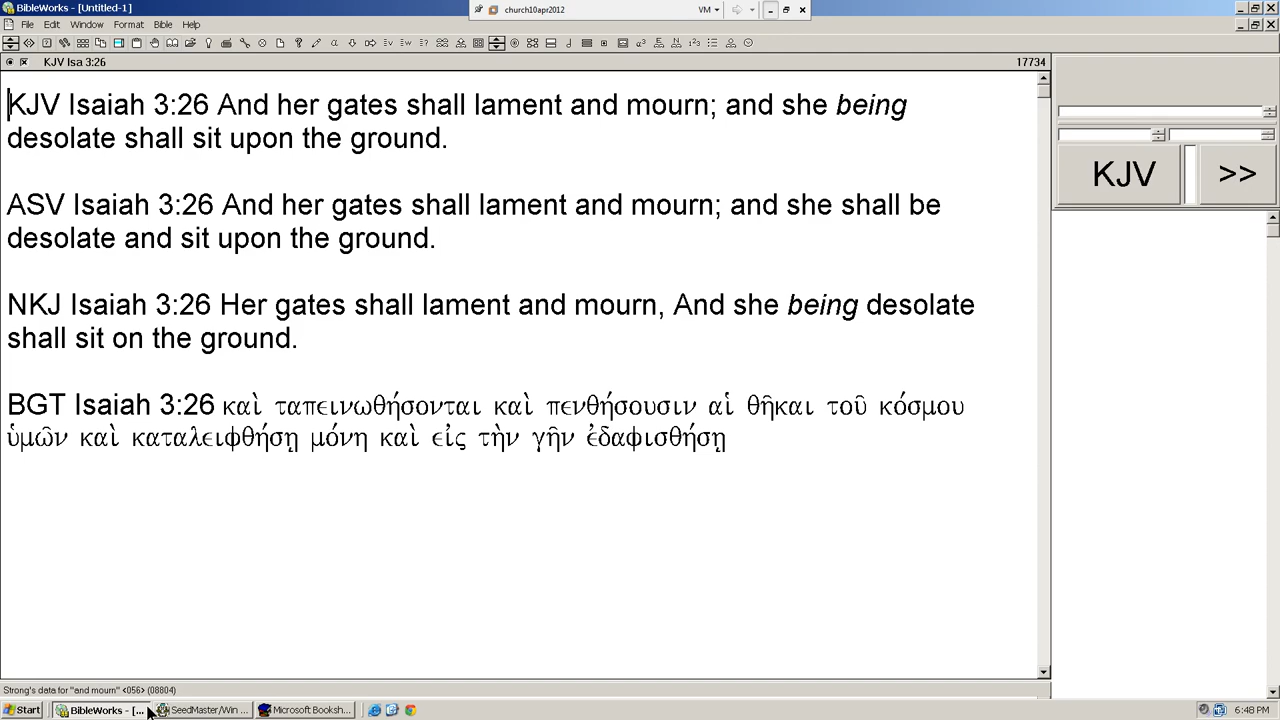 BibleWorks - [Untitled-1]
church10apr2012
VM
File Edit Window Format Bible Help
KJV Isa 3:26
17734
KJV Isaiah 3:26 And her gates shall lament and mourn; and she being
desolate shall sit upon the ground.
ASV Isaiah 3:26 And her gates shall lament and mourn; and she shall be
desolate and sit upon the ground.
NKJ Isaiah 3:26 Her gates shall lament and mourn, And she being desolate
shall sit on the ground.
BGT Isaiah 3:26 καὶ ταπεινωθήσονται καὶ πενθήσουσιν αἱ θῆκαι τοῦ κόσμου
ὑμῶν καὶ καταλειφθήσῃ μόνη καὶ εἰς τὴν γῆν ἐδαφισθήσῃ
KJV >>
Strong's data for "and mourn" <056> (08804)
Start BibleWorks - [... SeedMaster/Win ... Microsoft Booksh... 6:48 PM